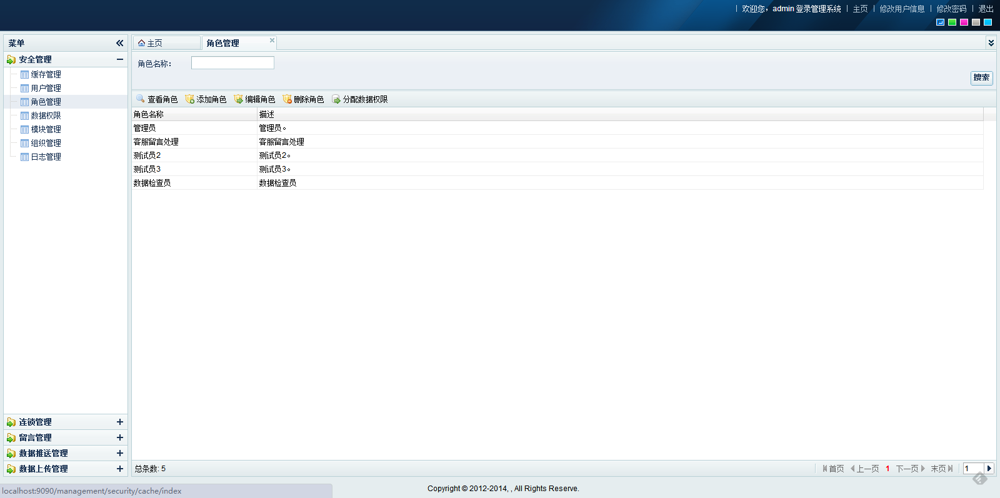 欢迎您，admin 登录管理系统 | 主页 | 修改用户信息 | 修改密码 | 退出
菜单
安全管理
缓存管理
用户管理
角色管理
数据权限
模块管理
组织管理
日志管理
连锁管理
留言管理
数据推送管理
数据上传管理
主页 角色管理
角色名称：
搜索
查看角色 添加角色 编辑角色 删除角色 分配数据权限
角色名称 描述
管理员 管理员。
客服留言处理 客服留言处理
测试员2 测试员2。
测试员3 测试员3。
数据检查员 数据检查员
总条数: 5
首页 上一页 1 下一页 末页 1
Copyright © 2012-2014, , All Rights Reserve.
localhost:9090/management/security/cache/index